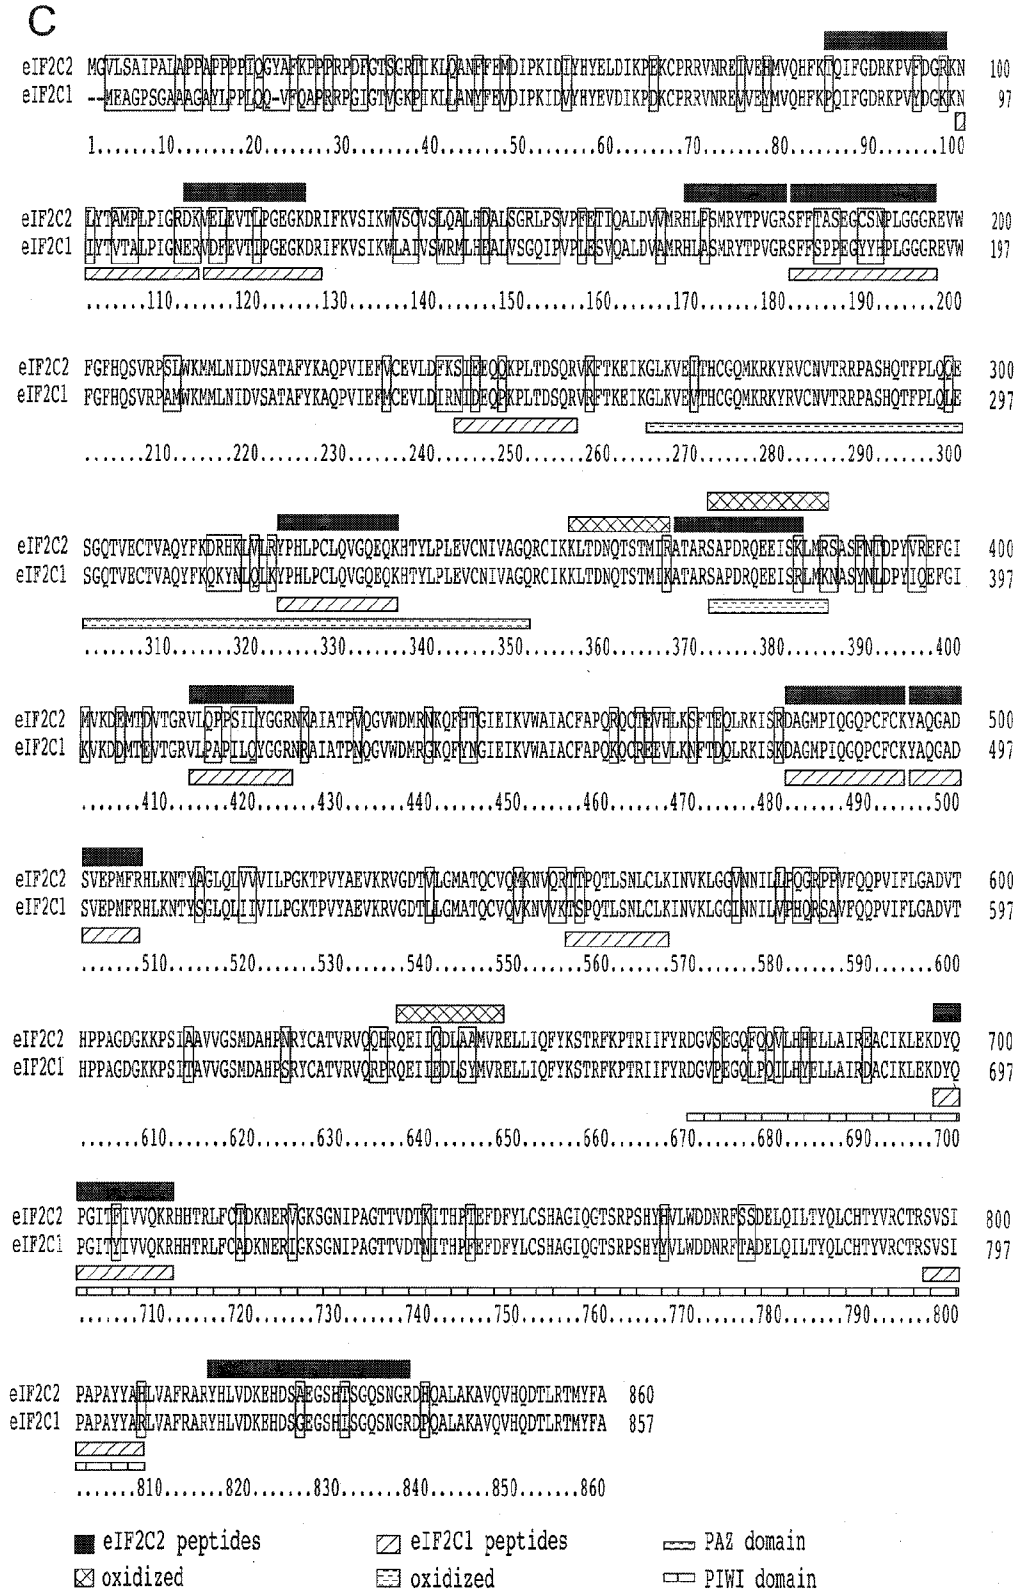 C
eIF2C2 MGVLSAIPALAPPAPPPPIQGYAFKPPPRPDFGTSGRTIKLQANFFEMDIPKIDIYHYELDIKPEKCPRRVNREIVEHMVQHFKTQIFGDRKPVFDGRKN 100
eIF2C1 --MEAGPSGAAAGAYLPPLQQ-VFQAPRRPGIGTVGKPIKLLANYFEVDIPKIDVYHYEVDIKPDKCPRRVNREVVEYMVQHFKPQIFGDRKPVYDGKKN 97
1.......10........20........30........40........50........60........70........80........90.......100
eIF2C2 LYTAMPLPIGRDKVELEVTLPGEGKDRIFKVSIKWVSCVSLQALHDALSGRLPSVPFETIQALDVVMRHLPSMRYTPVGRSFFTASEGCSNPLGGGREVW 200
eIF2C1 IYTVTALPIGNERVDFEVTIPGEGKDRIFKVSIKWLAIVSWRMLHEALVSGQIPVPLESVQALDVAMRHLASMRYTPVGRSFFSPPEGYYHPLGGGREVW 197
.......110.......120.......130.......140.......150.......160.......170.......180.......190.......200
eIF2C2 FGFHQSVRPSLWKMMLNIDVSATAFYKAQPVIEFVCEVLDFKSIEEQQKPLTDSQRVKFTKEIKGLKVEITHCGQMKRKYRVCNVTRRPASHQTFPLQQE 300
eIF2C1 FGFHQSVRPAMWKMMLNIDVSATAFYKAQPVIEFMCEVLDIRNIDEQPKPLTDSQRVRFTKEIKGLKVEVTHCGQMKRKYRVCNVTRRPASHQTFPLQLE 297
.......210.......220.......230.......240.......250.......260.......270.......280.......290.......300
eIF2C2 SGQTVECTVAQYFKDRHKLVLRYPHLPCLQVGQEQKHTYLPLEVCNIVAGQRCIKKLTDNQTSTMIRATARSAPDRQEEISKLMRSASFNTDPYVREFGI 400
eIF2C1 SGQTVECTVAQYFKQKYNLQLKYPHLPCLQVGQEQKHTYLPLEVCNIVAGQRCIKKLTDNQTSTMIKATARSAPDRQEEISRLMKNASYNLDPYIQEFGI 397
.......310.......320.......330.......340.......350.......360.......370.......380.......390.......400
eIF2C2 MVKDEMTDVTGRVLQPPSILYGGRNKAIATPVQGVWDMRNKQFHTGIEIKVWAIACFAPQRQCTEVHLKSFTEQLRKISRDAGMPIQGQPCFCKYAQGAD 500
eIF2C1 KVKDDMTEVTGRVLPAPILQYGGRNRAIATPNQGVWDMRGKQFYNGIEIKVWAIACFAPQKQCREEVLKNFTDQLRKISKDAGMPIQGQPCFCKYAQGAD 497
.......410.......420.......430.......440.......450.......460.......470.......480.......490.......500
eIF2C2 SVEPMFRHLKNTYAGLQLVVVILPGKTPVYAEVKRVGDTVLGMATQCVQMKNVQRTTPQTLSNLCLKINVKLGGVNNILLPQGRPPVFQQPVIFLGADVT 600
eIF2C1 SVEPMFRHLKNTYSGLQLIIVILPGKTPVYAEVKRVGDTLLGMATQCVQVKNVVKTSPQTLSNLCLKINVKLGGINNILVPHQRSAVFQQPVIFLGADVT 597
.......510.......520.......530.......540.......550.......560.......570.......580.......590.......600
eIF2C2 HPPAGDGKKPSIAAVVGSMDAHPNRYCATVRVQQHRQEIIQDLAAMVRELLIQFYKSTRFKPTRIIFYRDGVSEGQFQQVLHHELLAIREACIKLEKDYQ 700
eIF2C1 HPPAGDGKKPSITAVVGSMDAHPSRYCATVRVQRPRQEIIEDLSYMVRELLIQFYKSTRFKPTRIIFYRDGVPEGQLPQILHYELLAIRDACIKLEKDYQ 697
.......610.......620.......630.......640.......650.......660.......670.......680.......690.......700
eIF2C2 PGITFIVVQKRHHTRLFCTDKNERVGKSGNIPAGTTVDTKITHPTEFDFYLCSHAGIQGTSRPSHYHVLWDDNRFSSDELQILTYQLCHTYVRCTRSVSI 800
eIF2C1 PGITYIVVQKRHHTRLFCADKNERIGKSGNIPAGTTVDTNITHPFEFDFYLCSHAGIQGTSRPSHYYVLWDDNRFTADELQILTYQLCHTYVRCTRSVSI 797
.......710.......720.......730.......740.......750.......760.......770.......780.......790.......800
eIF2C2 PAPAYYAHLVAFRARYHLVDKEHDSAEGSHTSGQSNGRDHQALAKAVQVHQDTLRTMYFA 860
eIF2C1 PAPAYYARLVAFRARYHLVDKEHDSGEGSHISGQSNGRDPQALAKAVQVHQDTLRTMYFA 857
.......810.......820.......830.......840.......850.......860
eIF2C2 peptides eIF2C1 peptides PAZ domain
oxidized oxidized PIWI domain